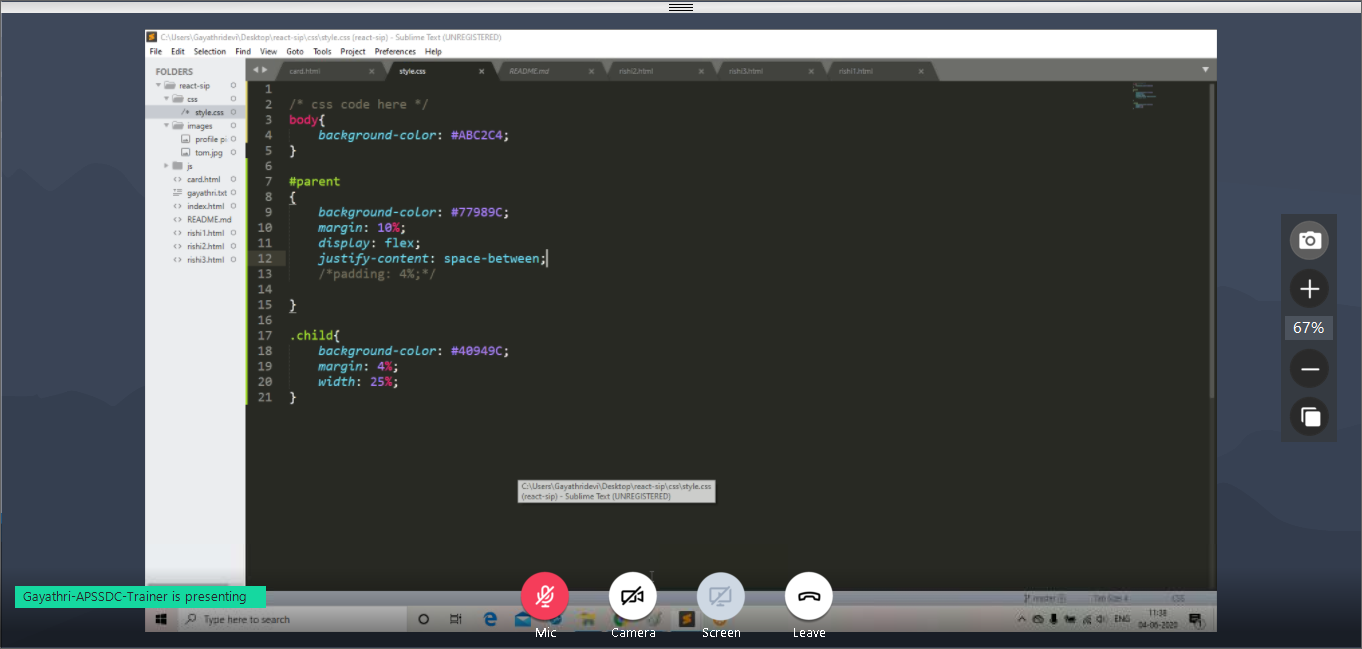 C:\Users\Gayathridevi\Desktop\react-sip\css\style.css (react-sip) - Sublime Text (UNREGISTERED)
File Edit Selection Find View Goto Tools Project Preferences Help
FOLDERS
react-sip
css
/* style.css
images
profile pi
tom.jpg
js
<> card.html
gayathri.txt
<> index.html
<> README.md
<> rishi1.html
<> rishi2.html
<> rishi3.html
card.html × style.css × README.md × rishi2.html × rishi3.html × rishi1.html ×
1
2 /* css code here */
3 body{
4 background-color: #ABC2C4;
5 }
6
7 #parent
8 {
9 background-color: #77989C;
10 margin: 10%;
11 display: flex;
12 justify-content: space-between;
13 /*padding: 4%;*/
14
15 }
16
17 .child{
18 background-color: #40949C;
19 margin: 4%;
20 width: 25%;
21 }
C:\Users\Gayathridevi\Desktop\react-sip\css\style.css
(react-sip) - Sublime Text (UNREGISTERED)
67%
Gayathri-APSSDC-Trainer is presenting
master Tab Size: 4 CSS
Type here to search
ENG
11:38
04-06-2020
Mic Camera Screen Leave